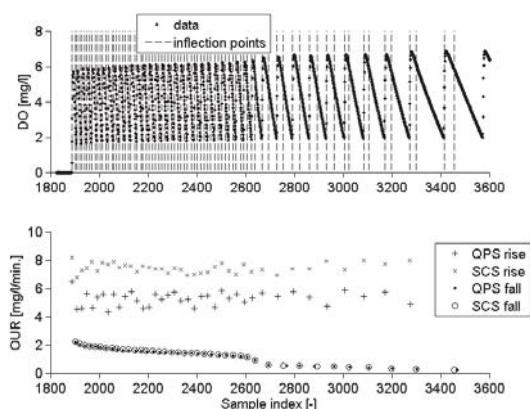 8
6
4
2
0
DO [mg/l]
data
inflection points
1800 2000 2200 2400 2600 2800 3000 3200 3400 3600
10
8
6
4
2
0
OUR [mg/l/min.]
QPS rise
SCS rise
QPS fall
SCS fall
1800 2000 2200 2400 2600 2800 3000 3200 3400 3600
Sample index [-]